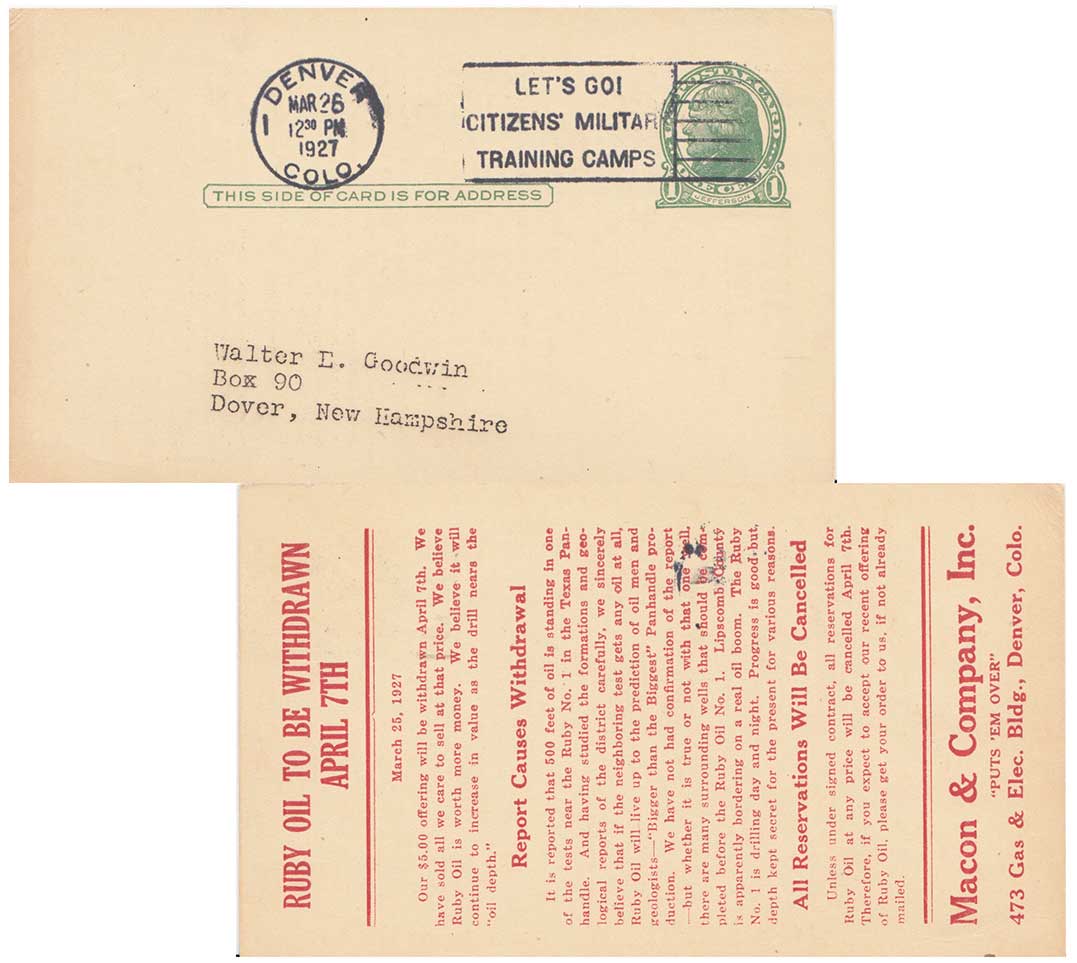 DENVER
MAR 26
12 30 PM
1927
COLO.
LET'S GO!
CITIZENS' MILITAR
TRAINING CAMPS
POSTAL CARD
1 CENT 1
JEFFERSON
THIS SIDE OF CARD IS FOR ADDRESS
Walter E. Goodwin
Box 90
Dover, New Hampshire
RUBY OIL TO BE WITHDRAWN
APRIL 7TH
March 25, 1927
Our $5.00 offering will be withdrawn April 7th. We
have sold all we care to sell at that price. We believe
Ruby Oil is worth more money. We believe it will
continue to increase in value as the drill nears the
"oil depth."
Report Causes Withdrawal
It is reported that 500 feet of oil is standing in one
of the tests near the Ruby No. 1 in the Texas Pan-
handle. And having studied the formations and geo-
logical reports of the district carefully, we sincerely
believe that if the neighboring test gets any oil at all,
Ruby Oil will live up to the prediction of oil men and
geologists—"Bigger than the Biggest" Panhandle pro-
duction. We have not had confirmation of the report
—but whether it is true or not with that one well,
there are many surrounding wells that should be com-
pleted before the Ruby Oil No. 1. Lipscomb County
is apparently bordering on a real oil boom. The Ruby
No. 1 is drilling day and night. Progress is good but,
depth kept secret for the present for various reasons.
All Reservations Will Be Cancelled
Unless under signed contract, all reservations for
Ruby Oil at any price will be cancelled April 7th.
Therefore, if you expect to accept our recent offering
of Ruby Oil, please get your order to us, if not already
mailed.
Macon & Company, Inc.
"PUTS 'EM OVER"
473 Gas & Elec. Bldg., Denver, Colo.